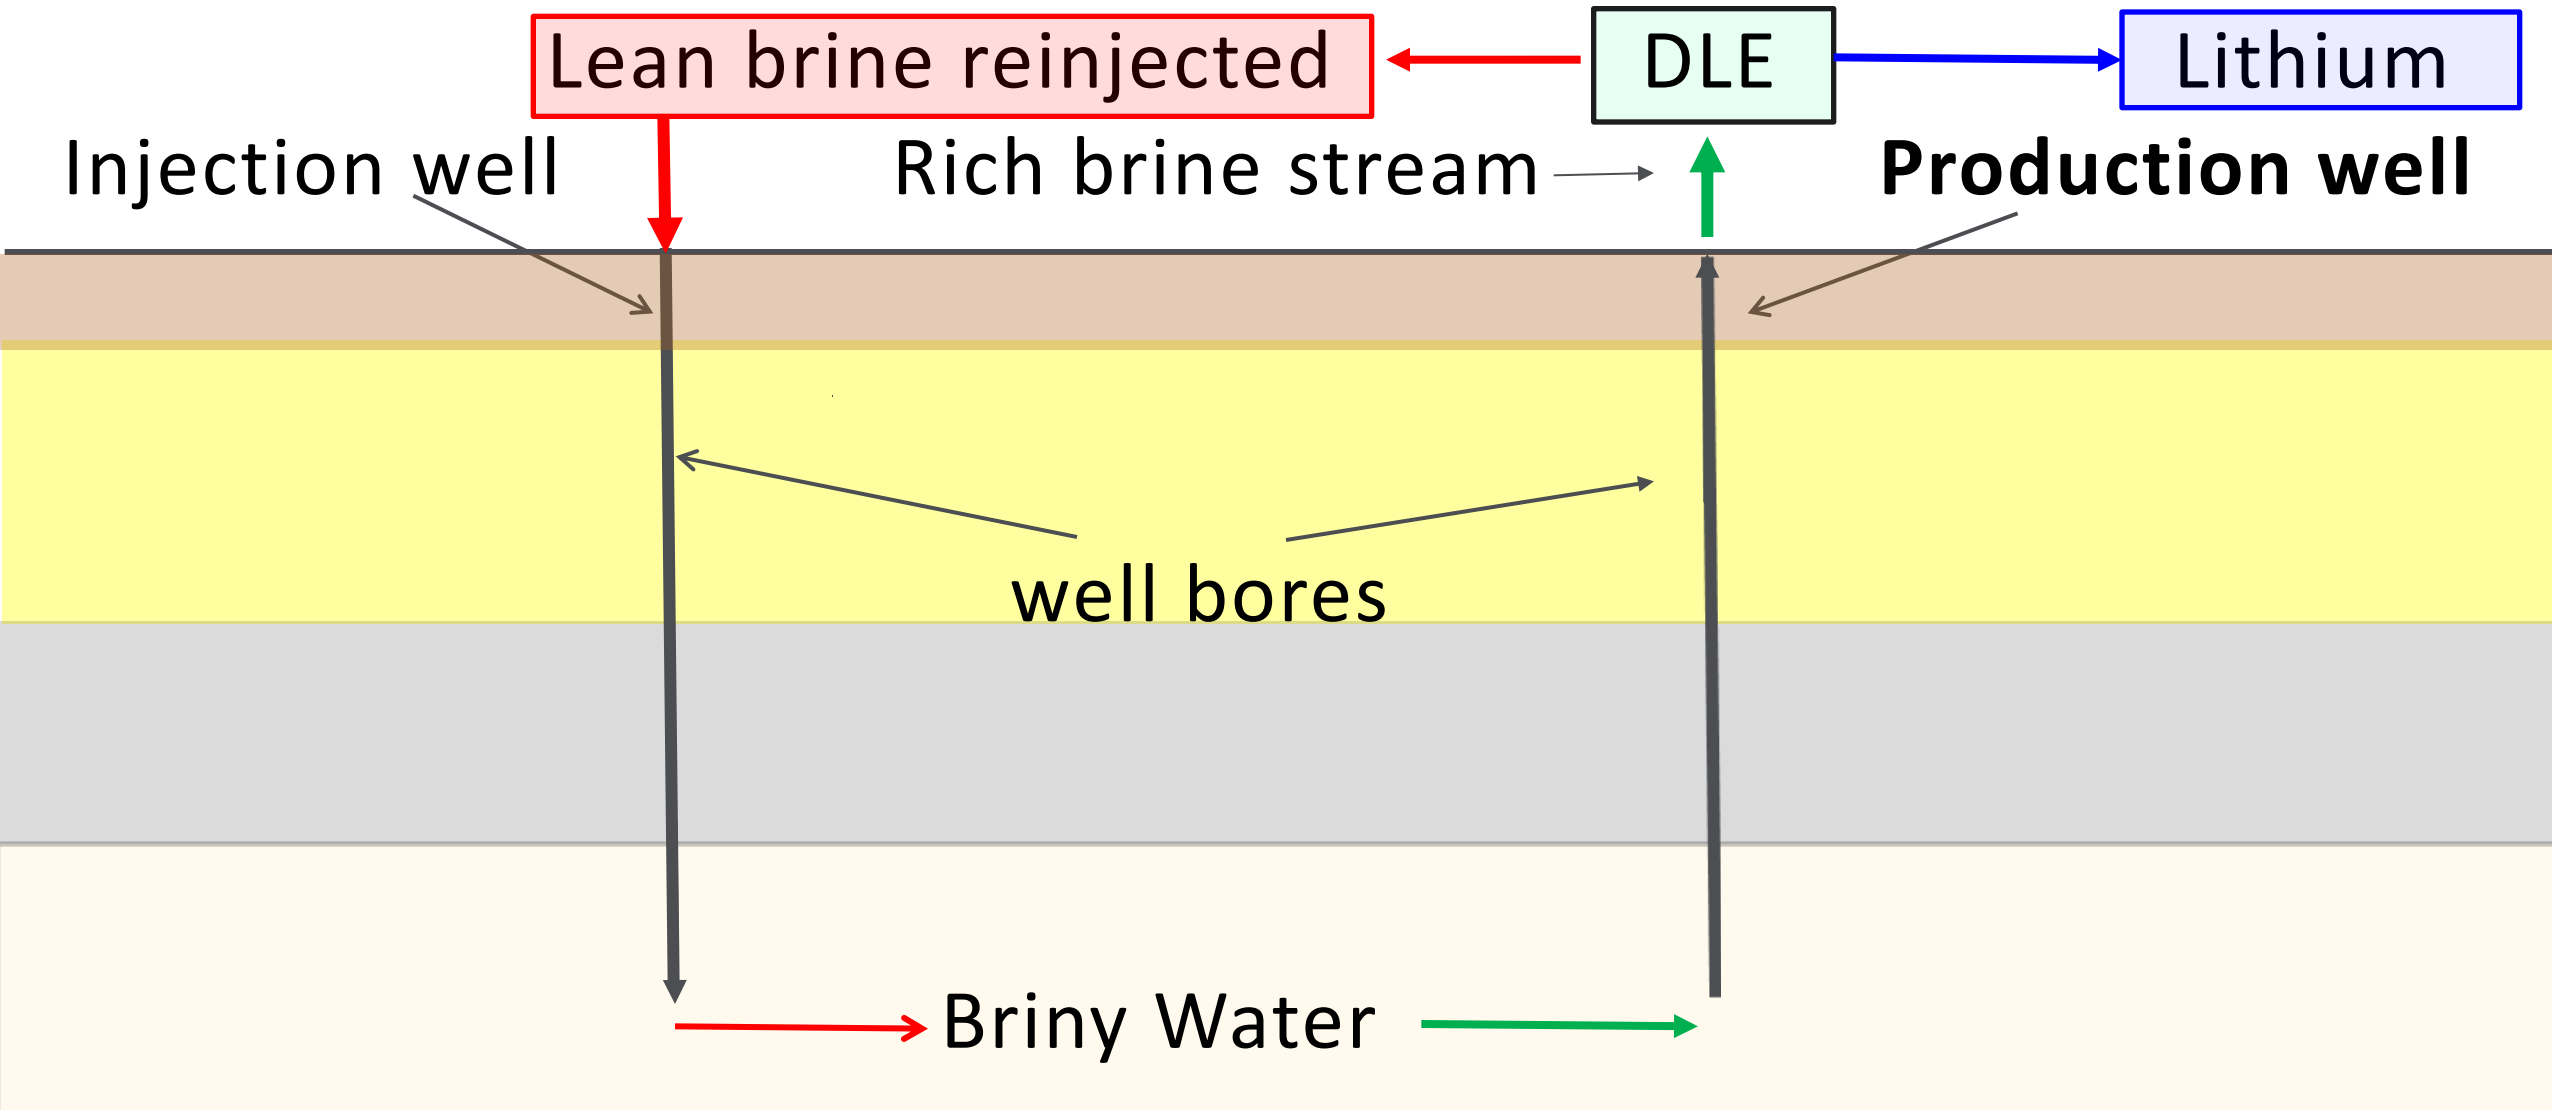 Lean brine reinjected
DLE
Lithium
Injection well
Rich brine stream
Production well
well bores
Briny Water